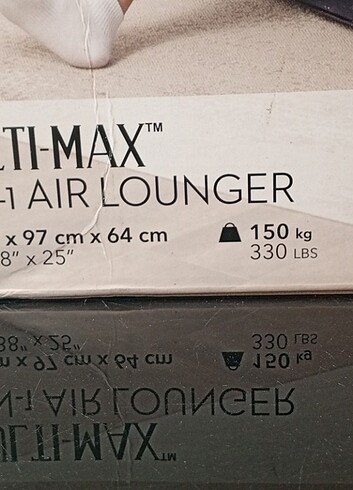 LTI-MAX™
-1 AIR LOUNGER
x 97 cm x 64 cm 150 kg
8" x 25" 330 LBS